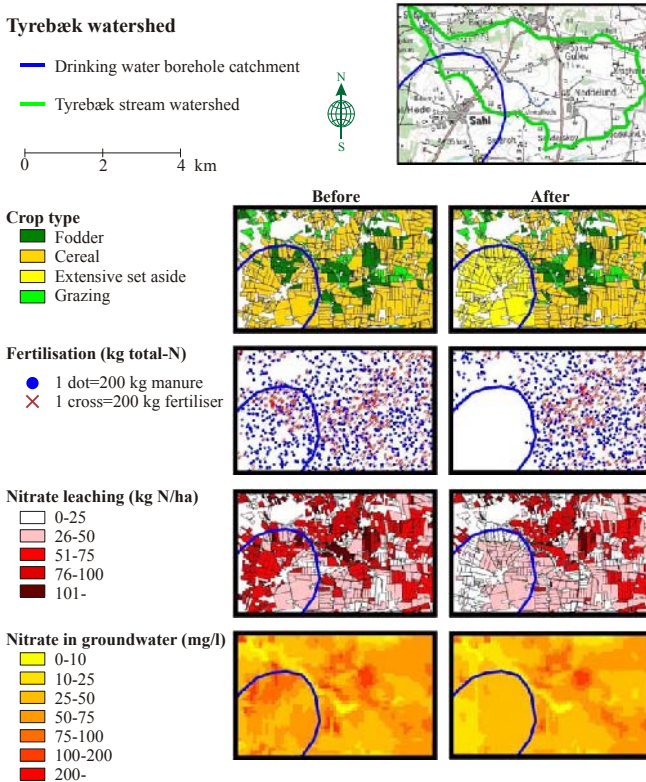 Tyrebæk watershed
Drinking water borehole catchment
Tyrebæk stream watershed
0 2 4 km
N
S
Sahl
Before After
Crop type
Fodder
Cereal
Extensive set aside
Grazing
Fertilisation (kg total-N)
1 dot=200 kg manure
1 cross=200 kg fertiliser
Nitrate leaching (kg N/ha)
0-25
26-50
51-75
76-100
101-
Nitrate in groundwater (mg/l)
0-10
10-25
25-50
50-75
75-100
100-200
200-